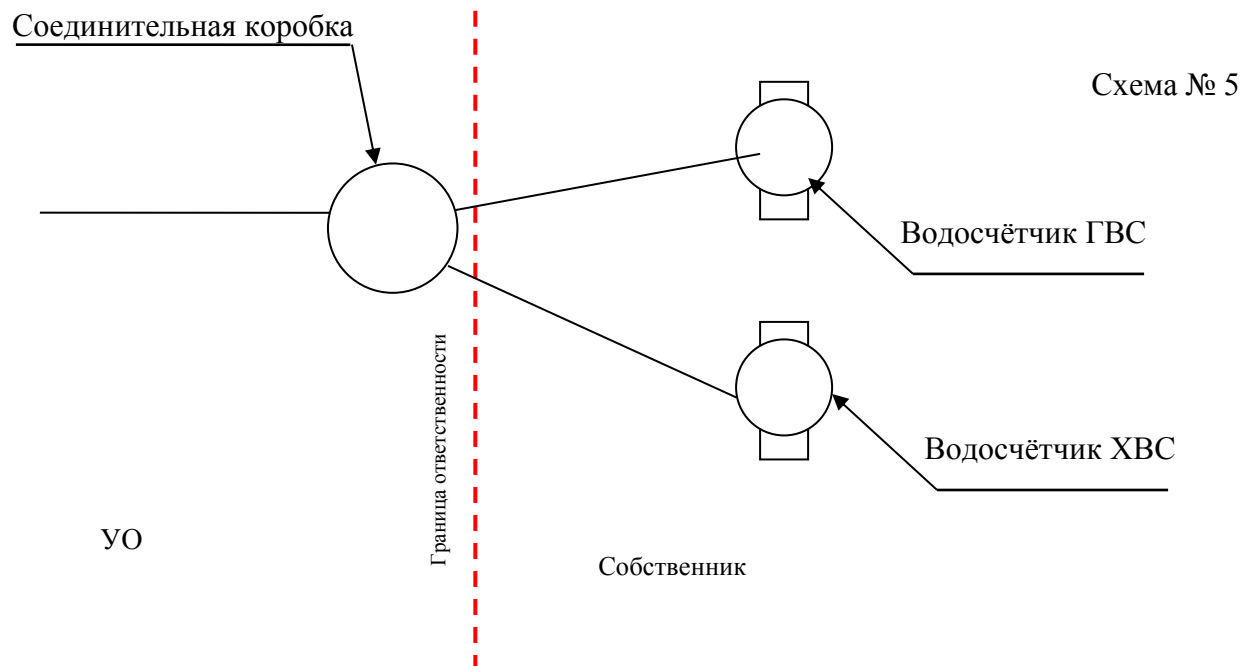 Соединительная коробка
Схема № 5
Водосчётчик ГВС
Граница ответственности
Водосчётчик ХВС
УО
Собственник